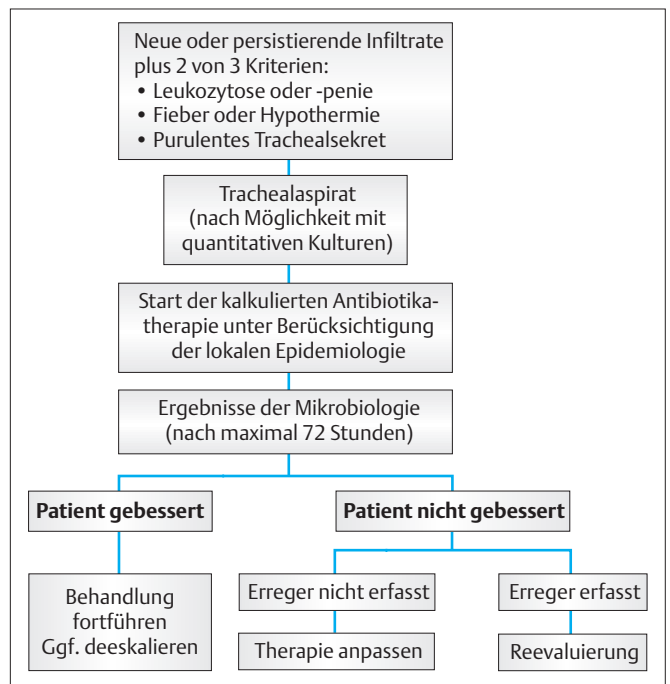 Neue oder persistierende Infiltrate
plus 2 von 3 Kriterien:
• Leukozytose oder -penie
• Fieber oder Hypothermie
• Purulentes Trachealsekret
Trachealaspirat
(nach Möglichkeit mit
quantitativen Kulturen)
Start der kalkulierten Antibiotika-
therapie unter Berücksichtigung
der lokalen Epidemiologie
Ergebnisse der Mikrobiologie
(nach maximal 72 Stunden)
Patient gebessert
Patient nicht gebessert
Behandlung
fortführen
Ggf. deeskalieren
Erreger nicht erfasst
Erreger erfasst
Therapie anpassen
Reevaluierung